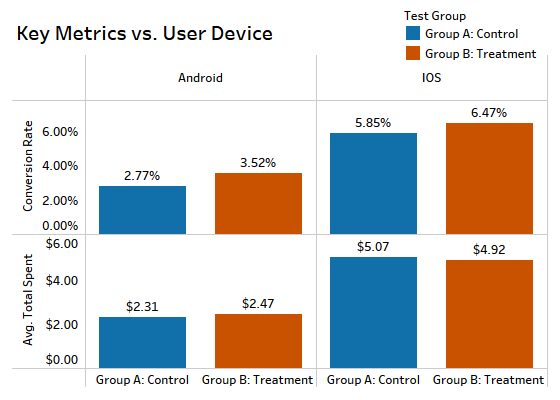 Key Metrics vs. User Device
Test Group
Group A: Control
Group B: Treatment
Android
IOS
Conversion Rate
6.00%
4.00%
2.00%
0.00%
2.77%
3.52%
5.85%
6.47%
Avg. Total Spent
$6.00
$4.00
$2.00
$0.00
$2.31
$2.47
$5.07
$4.92
Group A: Control
Group B: Treatment
Group A: Control
Group B: Treatment